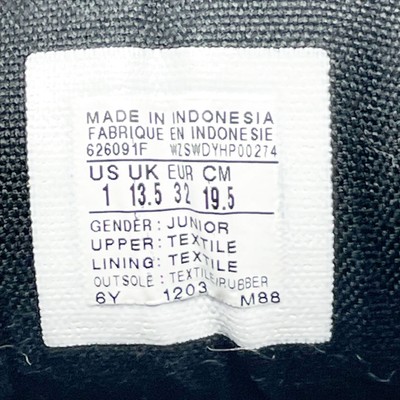 MADE IN INDONESIA
FABRIQUE EN INDONESIE
626091F WZSWDYHP00274
US UK EUR CM
1 13.5 32 19.5
GENDER: JUNIOR
UPPER: TEXTILE
LINING: TEXTILE
OUTSOLE: TEXTILE/RUBBER
6Y 1203 M88